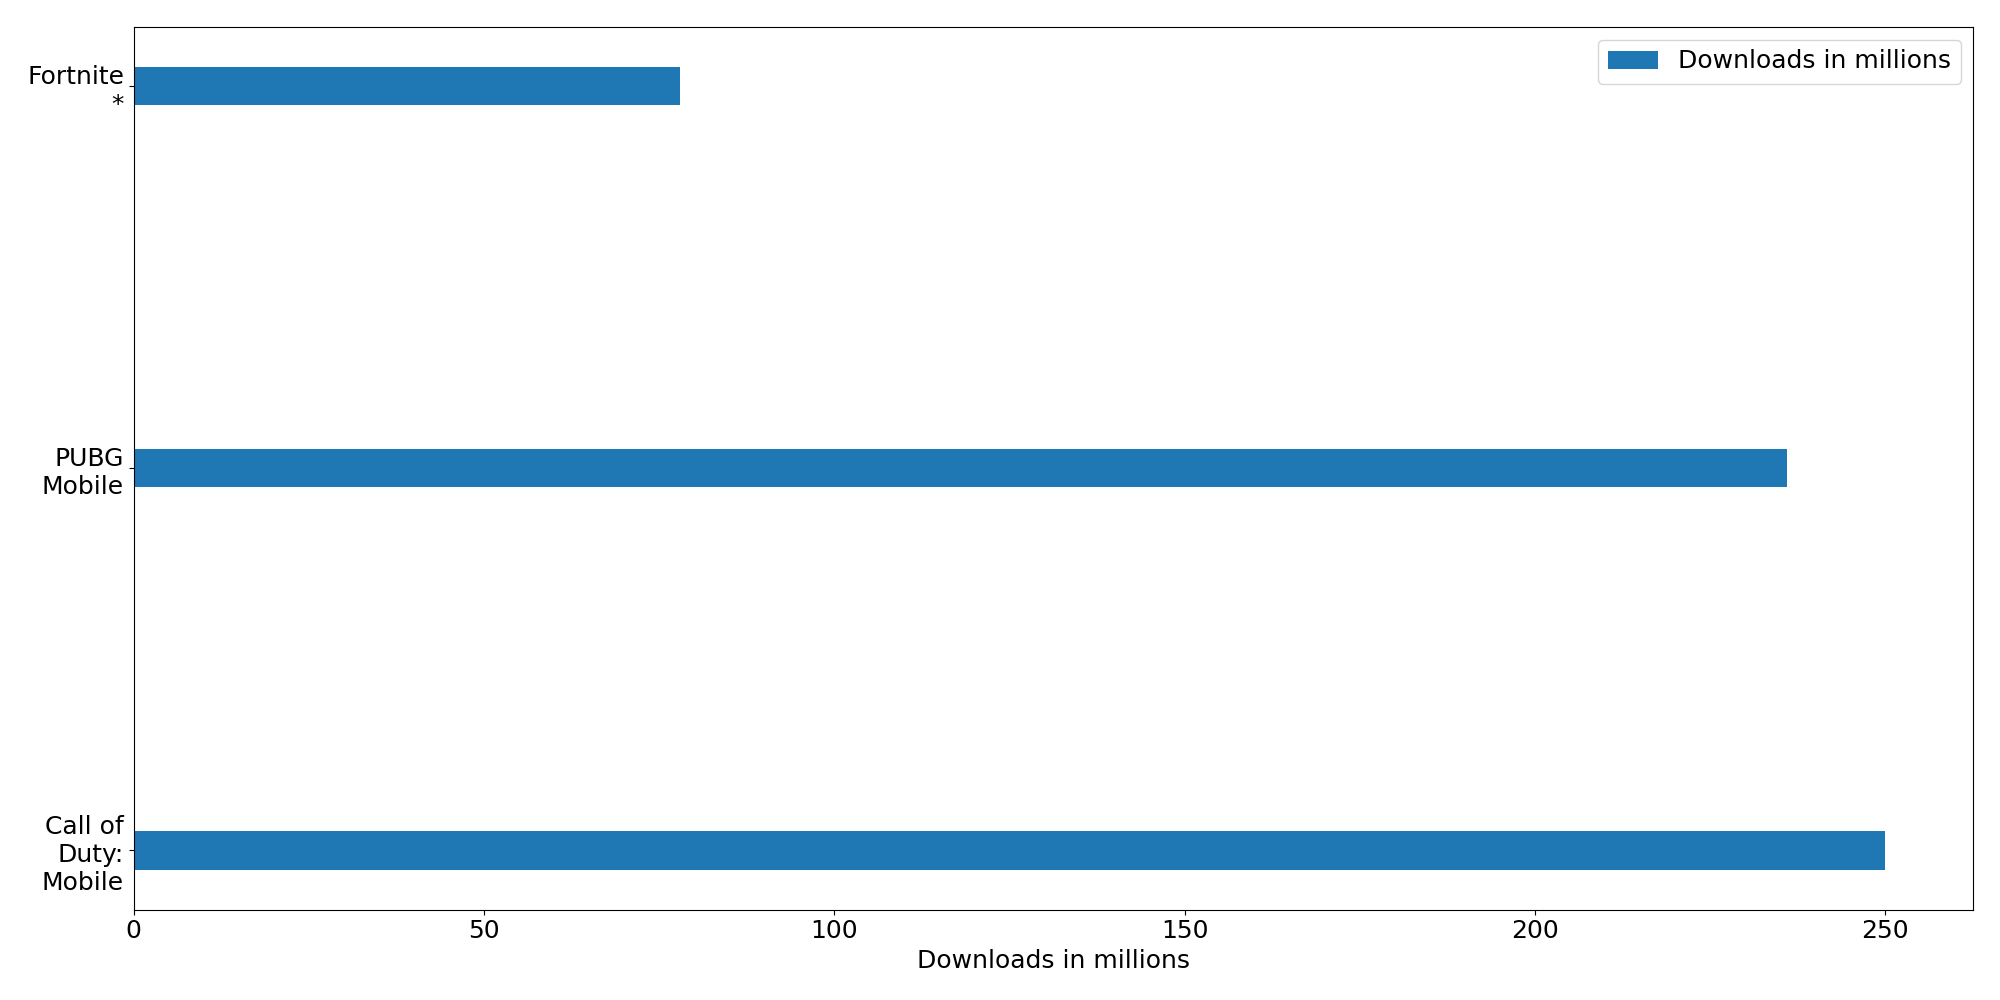 Downloads in millions
Fortnite
*
PUBG
Mobile
Call of
Duty:
Mobile
0 50 100 150 200 250
Downloads in millions